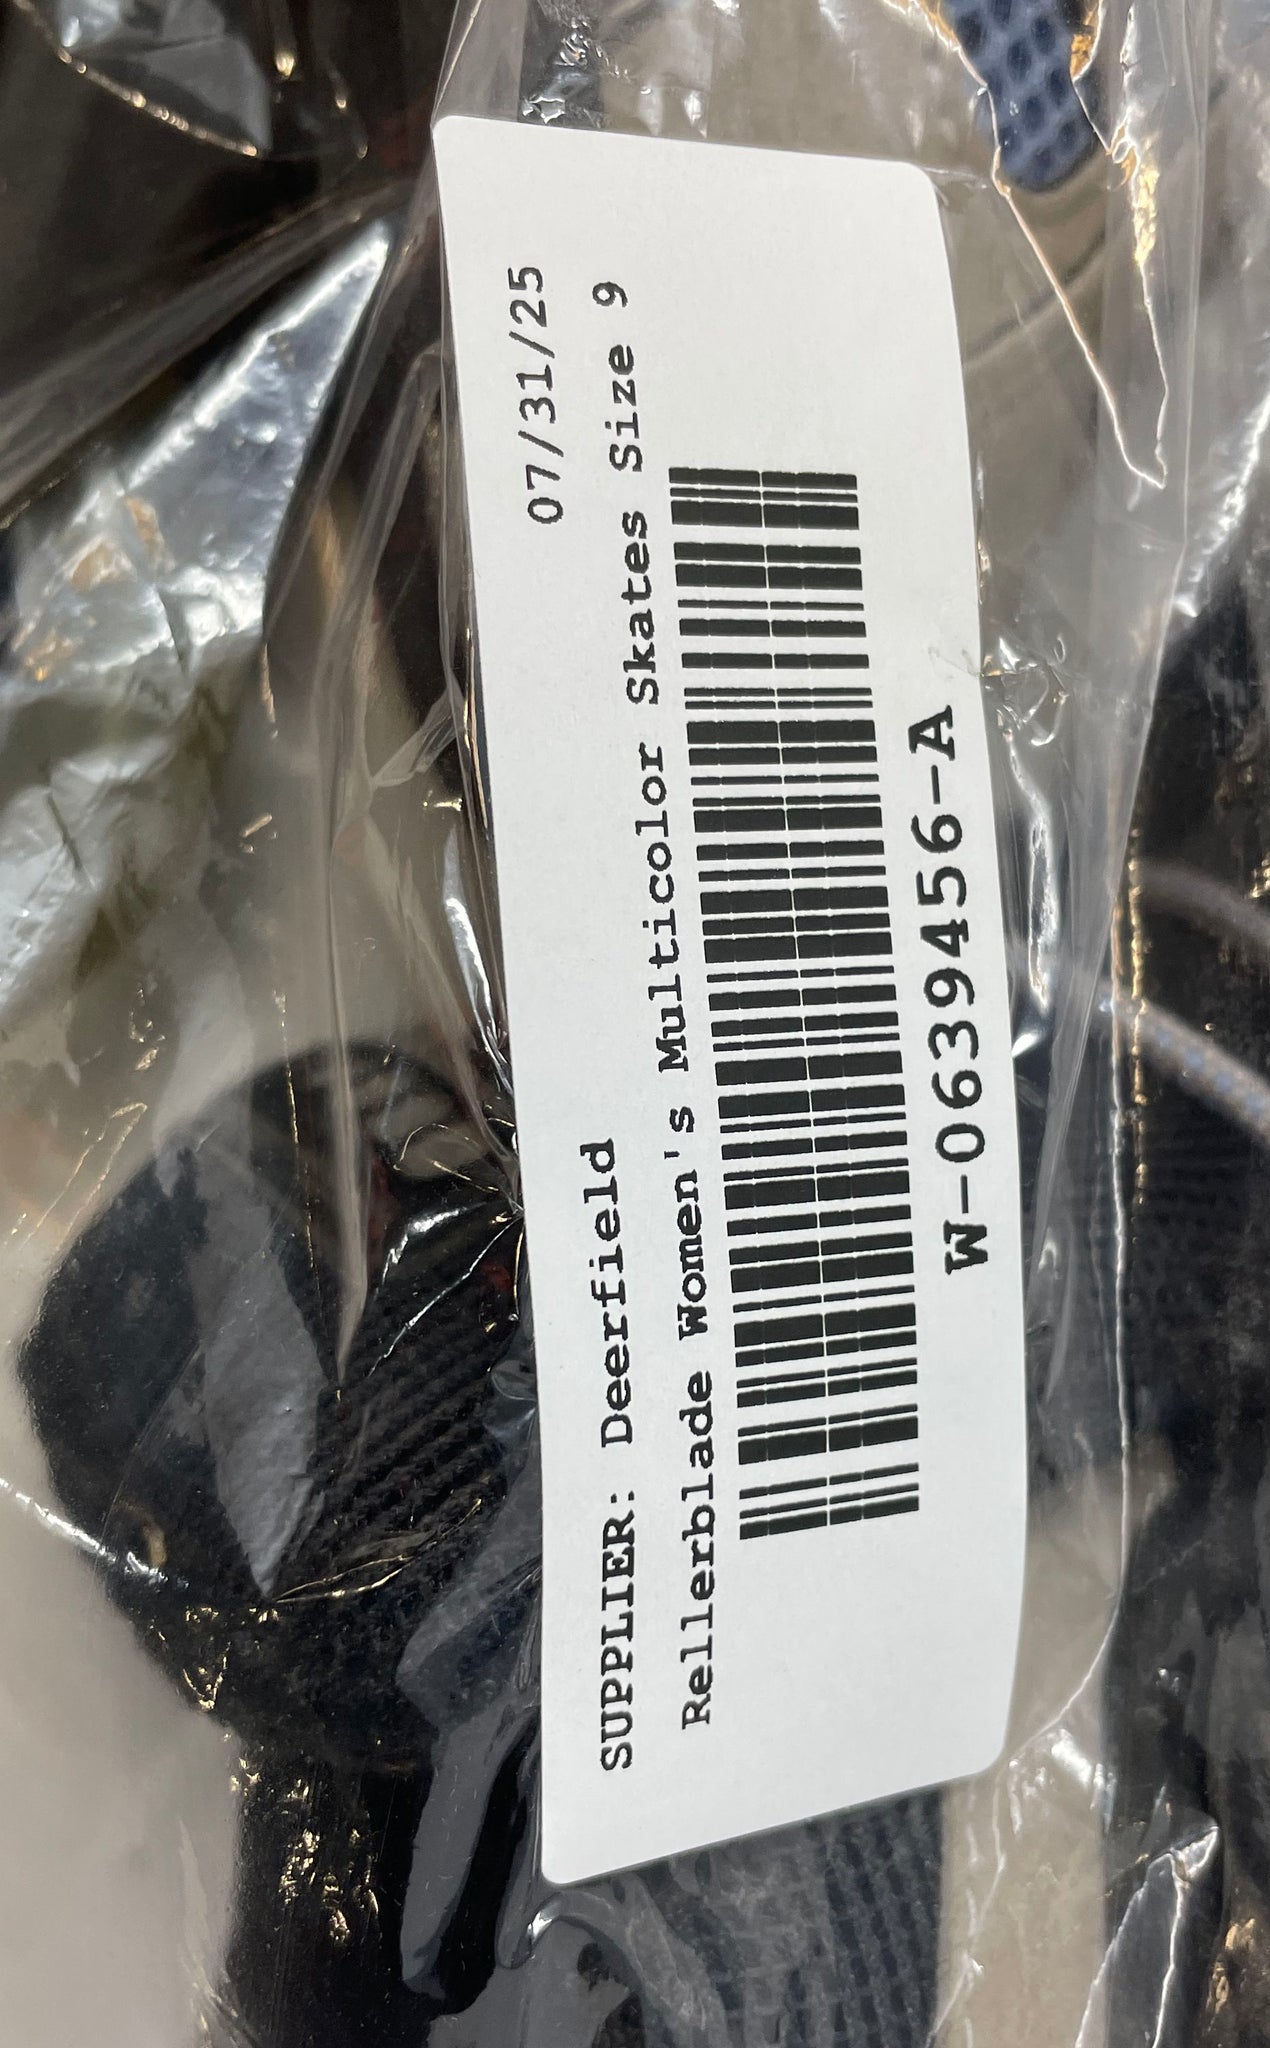 07/31/25
SUPPLIER: Deerfield
Rellerblade Women's Multicolor Skates Size 9
W-0639456-A